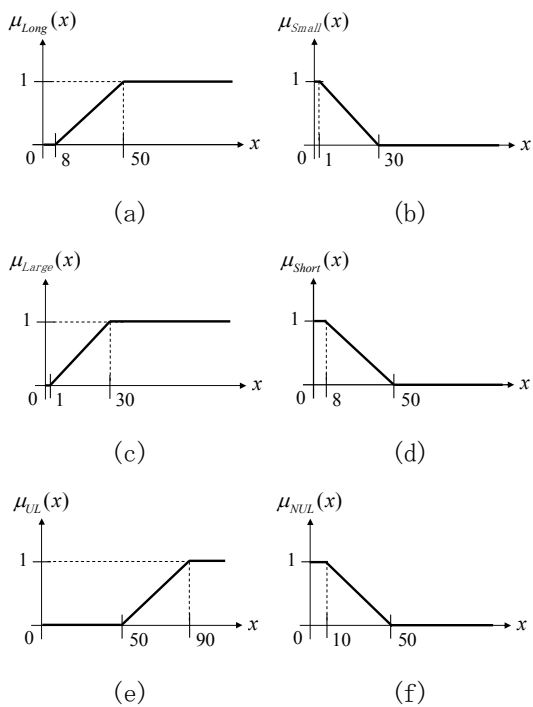 μLong(x) μSmall(x)
1 1
0 8 50 x 0 1 30 x
(a) (b)
μLarge(x) μShort(x)
1 1
0 1 30 x 0 8 50 x
(c) (d)
μUL(x) μNUL(x)
1 1
0 50 90 x 0 10 50 x
(e) (f)